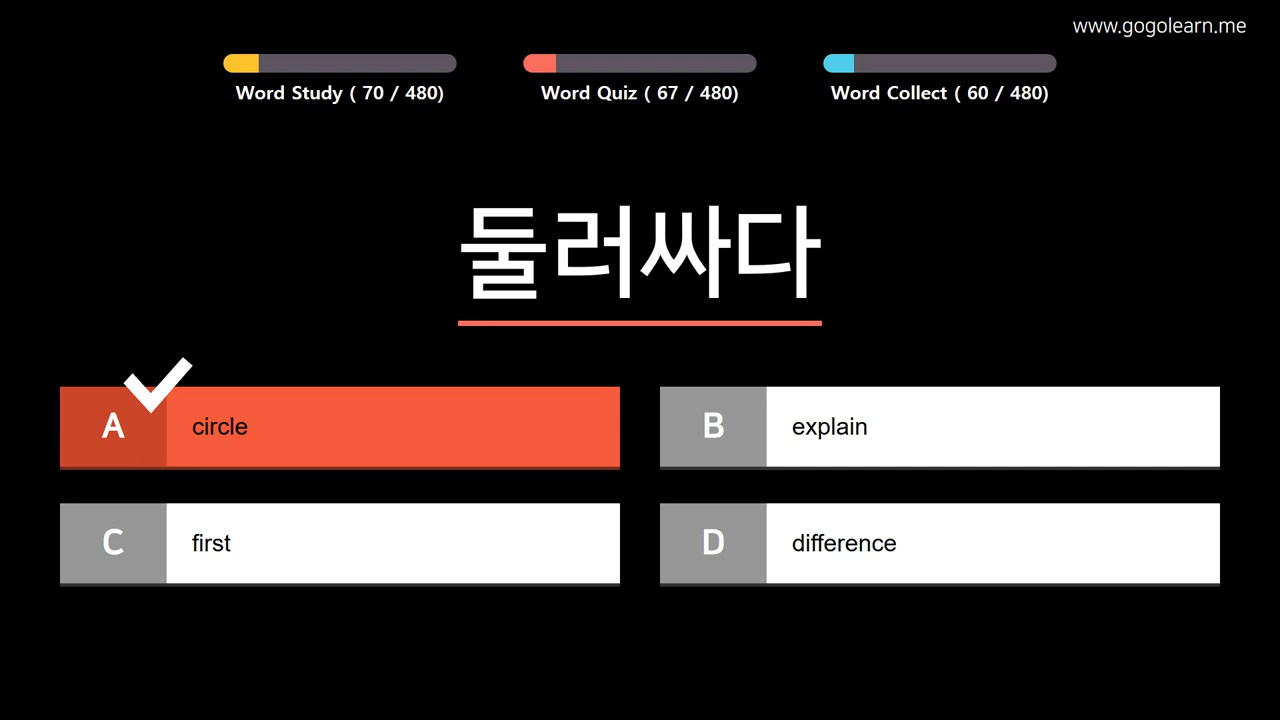 www.gogolearn.me
Word Study ( 70 / 480)
Word Quiz ( 67 / 480)
Word Collect ( 60 / 480)
둘러싸다
A circle
B explain
C first
D difference